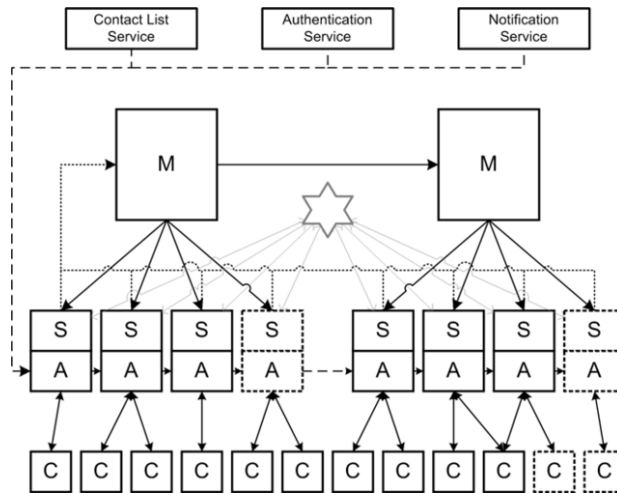 Contact List Authentication Notification
Service Service Service
M M
S S S S S S S S
A A A A A A A A
C C C C C C C C C C C C